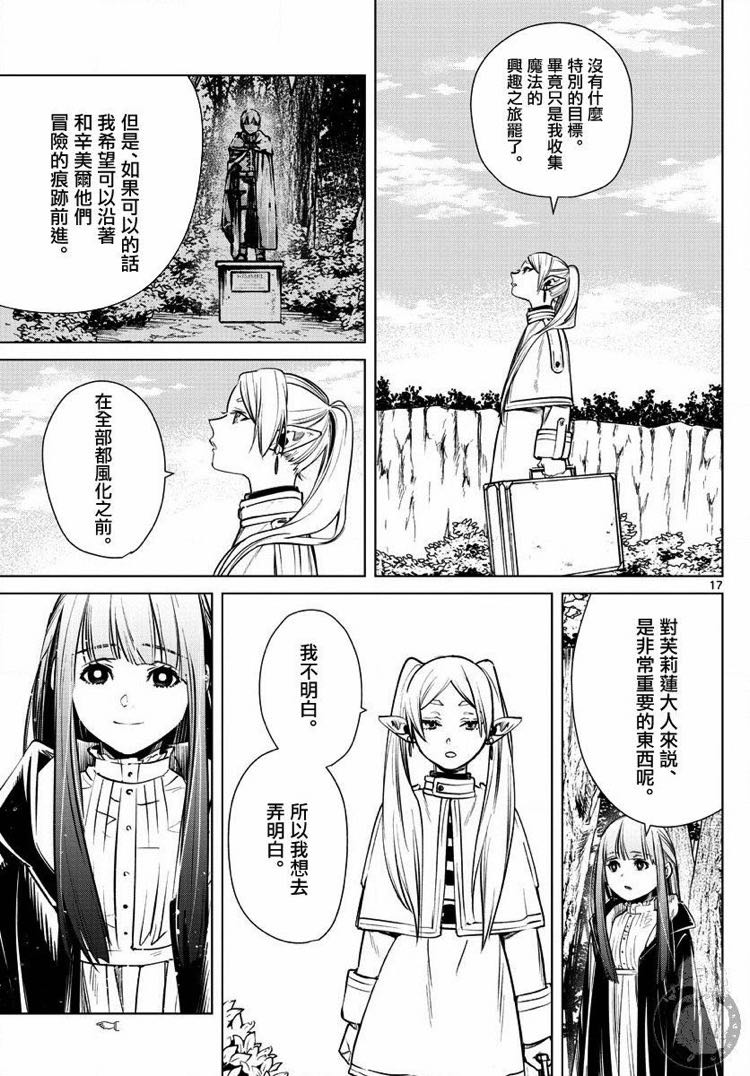 沒有什麼
特別的目標。
畢竟只是我收集
魔法的
興趣之旅罷了。
但是、如果可以的話
我希望可以沿著
和辛美爾他們
冒險的痕跡前進。
在全部都風化之前。
17
對芙莉蓮大人來說、
是非常重要的東西呢。
我不明白。
所以我想去
弄明白。